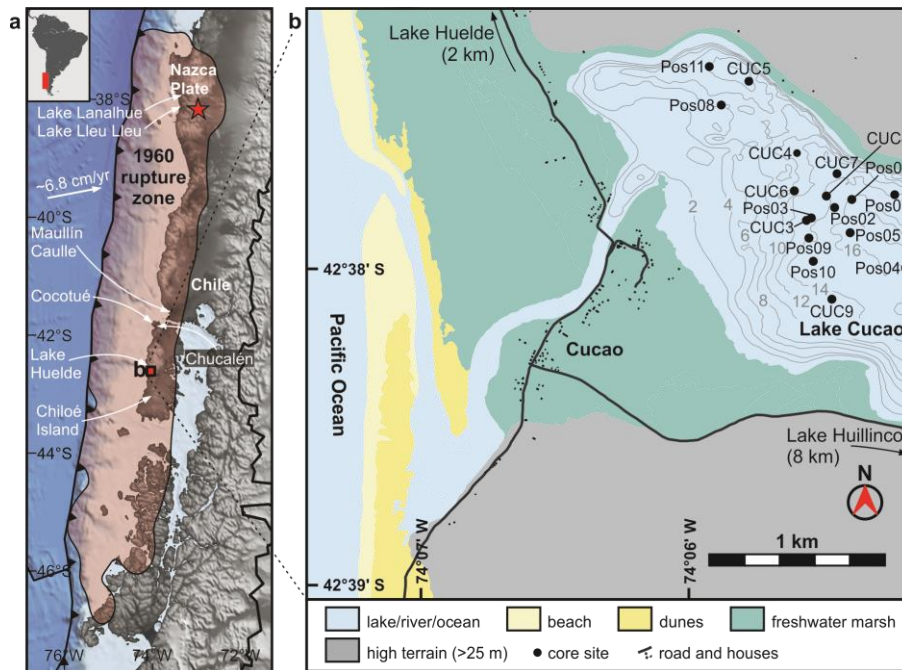 a
Nazca
Plate
38°S
Lake Lanalhue
Lake Lleu Lleu
1960
rupture
zone
~6.8 cm/yr
40°S
Maullín
Caulle
Chile
Cocotué
42°S
Lake
Huelde
b
Chucalén
Chiloé
Island
44°S
46°S
76°W
74°W
72°W
b
Lake Huelde
(2 km)
Pos11
CUC5
Pos08
CUC4
CUC7
CUC
Pos0
CUC6
Pos0
Pos03
Pos02
CUC3
Pos05
2
4
6
10
16
Pos09
Pos04
Pos10
14
8
12
CUC9
Lake Cucao
42°38' S
Pacific Ocean
Cucao
Lake Huillinco
(8 km)
N
1 km
42°39' S
74°07' W
74°06' W
lake/river/ocean
beach
dunes
freshwater marsh
high terrain (>25 m)
core site
road and houses